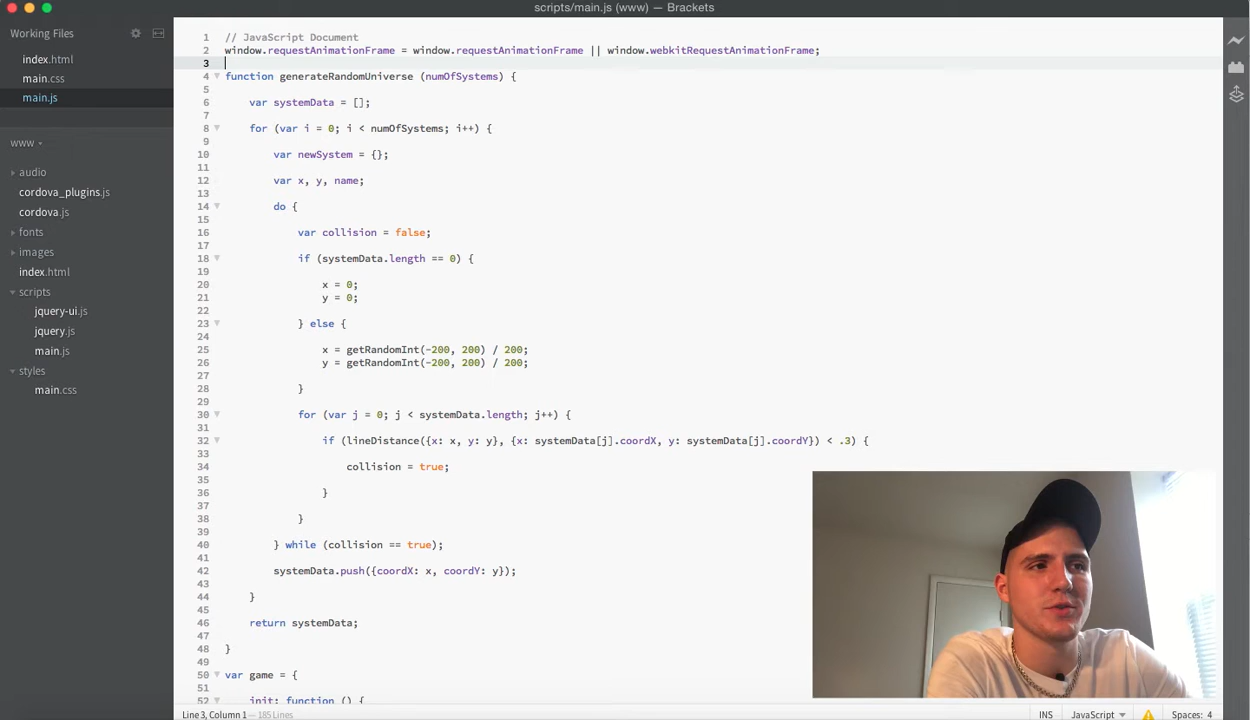 scripts/main.js (www) — Brackets
Working Files
index.html
main.css
main.js
www
audio
cordova_plugins.js
cordova.js
fonts
images
index.html
scripts
jquery-ui.js
jquery.js
main.js
styles
main.css
1 // JavaScript Document
2 window.requestAnimationFrame = window.requestAnimationFrame || window.webkitRequestAnimationFrame;
3
4 function generateRandomUniverse (numOfSystems) {
5
6 var systemData = [];
7
8 for (var i = 0; i < numOfSystems; i++) {
9
10 var newSystem = {};
11
12 var x, y, name;
13
14 do {
15
16 var collision = false;
17
18 if (systemData.length == 0) {
19
20 x = 0;
21 y = 0;
22
23 } else {
24
25 x = getRandomInt(-200, 200) / 200;
26 y = getRandomInt(-200, 200) / 200;
27
28 }
29
30 for (var j = 0; j < systemData.length; j++) {
31
32 if (lineDistance({x: x, y: y}, {x: systemData[j].coordX, y: systemData[j].coordY}) < .3) {
33
34 collision = true;
35
36 }
37
38 }
39
40 } while (collision == true);
41
42 systemData.push({coordX: x, coordY: y});
43
44 }
45
46 return systemData;
47
48 }
49
50 var game = {
51
52 init: function () {
Line 3, Column 1 — 185 Lines
INS
JavaScript
Spaces: 4